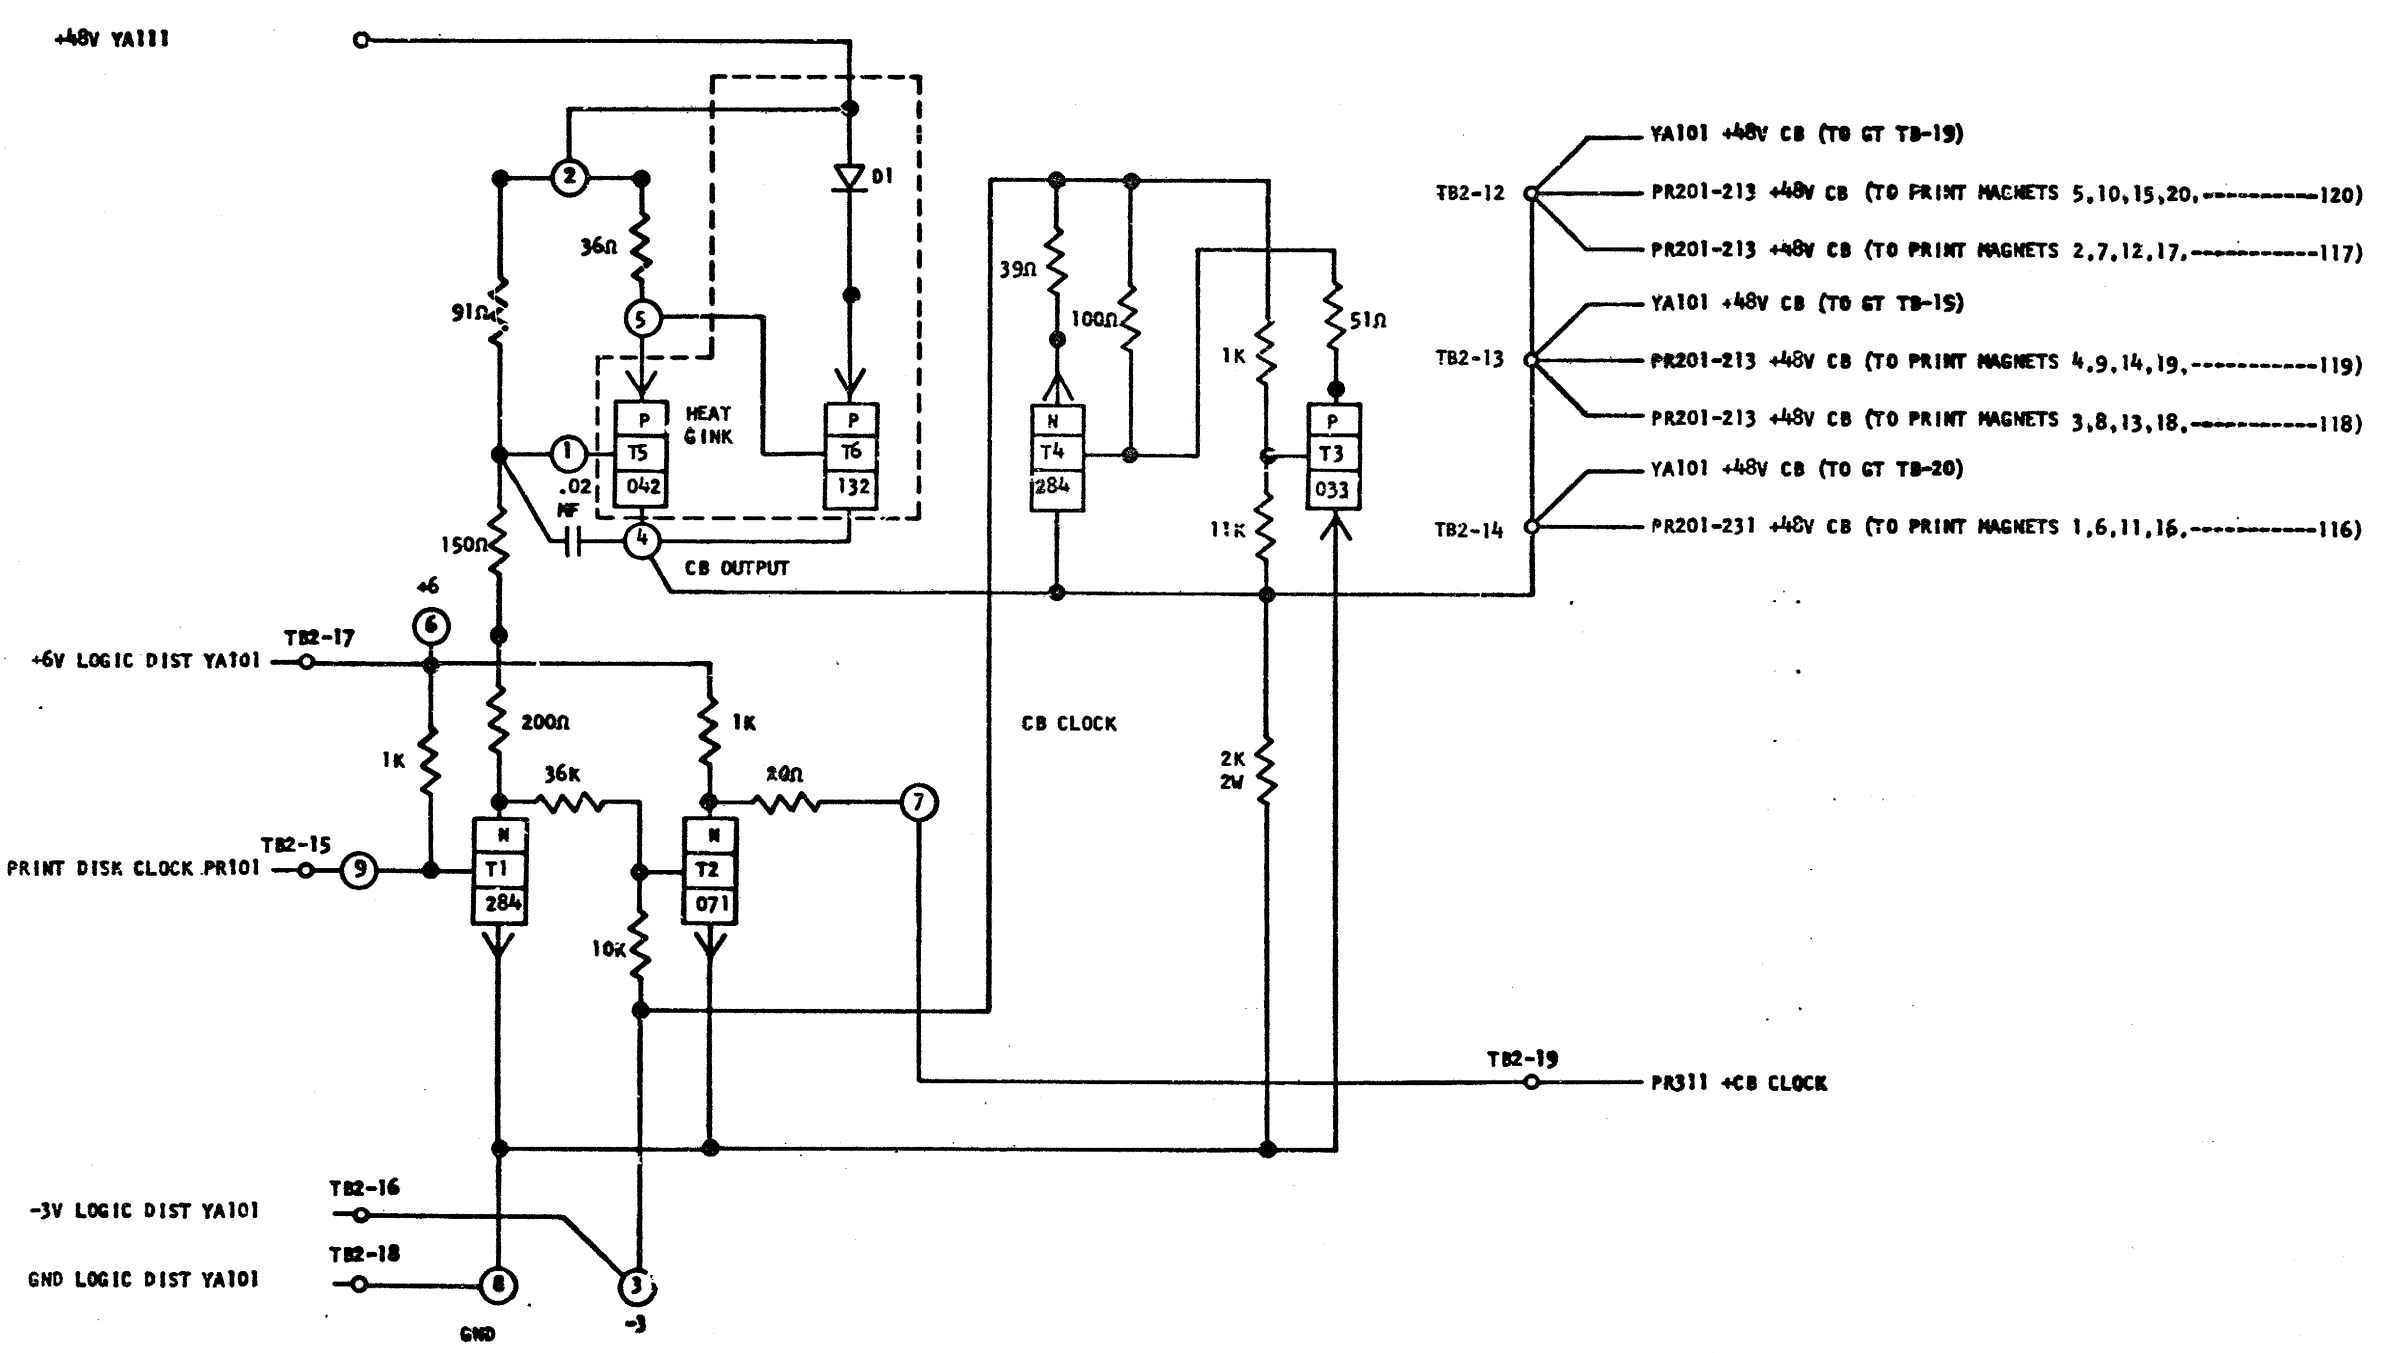 +48V YA111
2
D1
36Ω
91Ω
5
P
T5
042
HEAT
GINK
P
T6
132
1
.02
MF
4
150Ω
CB OUTPUT
39Ω
100Ω
1K
51Ω
N
T4
284
P
T3
033
11K
TB2-12
YA101 +48V CB (TO GT TB-19)
PR201-213 +48V CB (TO PRINT MAGNETS 5,10,15,20,----------120)
PR201-213 +48V CB (TO PRINT MAGNETS 2,7,12,17,-----------117)
TB2-13
YA101 +48V CB (TO GT TB-15)
PR201-213 +48V CB (TO PRINT MAGNETS 4,9,14,19,-----------119)
PR201-213 +48V CB (TO PRINT MAGNETS 3,8,13,18,-----------118)
TB2-14
YA101 +48V CB (TO GT TB-20)
PR201-231 +48V CB (TO PRINT MAGNETS 1,6,11,16,-----------116)
+6
6
TB2-17
+6V LOGIC DIST YA101
200Ω
1K
1K
36K
20Ω
7
CB CLOCK
2K
2W
TB2-15
PRINT DISK CLOCK PR101
9
N
T1
284
N
T2
071
10K
TB2-19
PR311 +CB CLOCK
TB2-16
-3V LOGIC DIST YA101
TB2-18
GND LOGIC DIST YA101
8
3
GND
-3